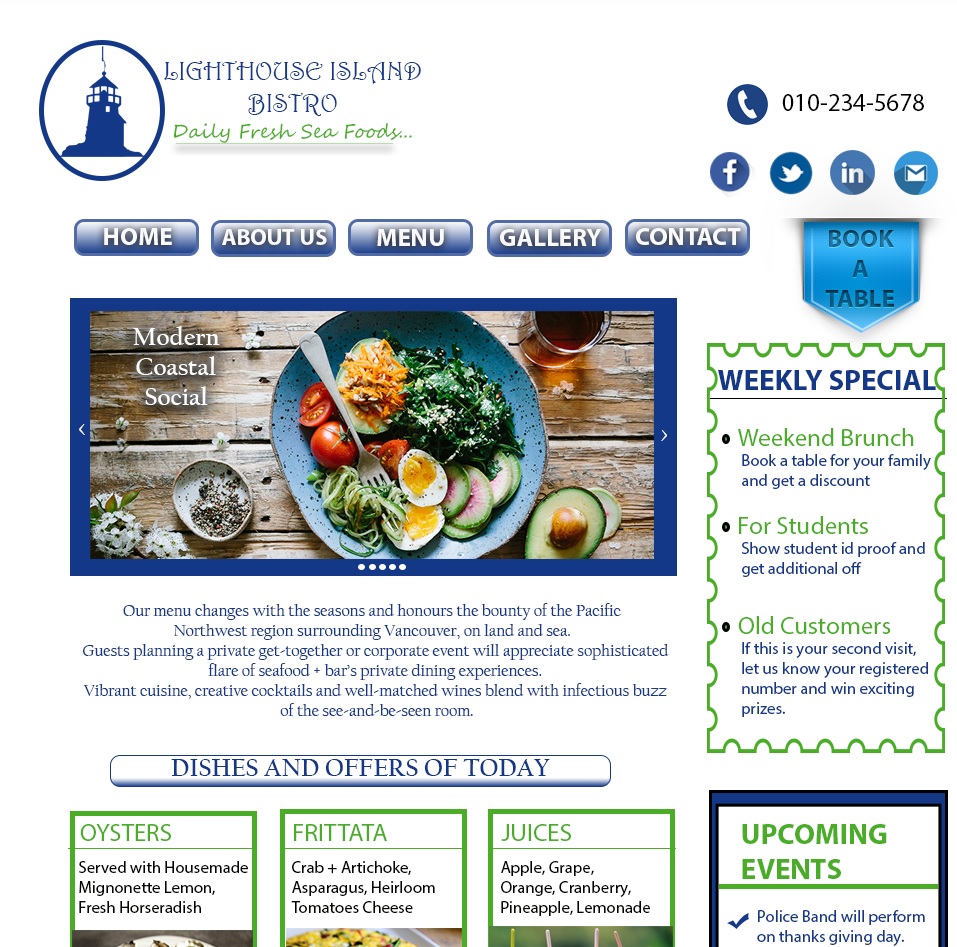 LIGHTHOUSE ISLAND
BISTRO
Daily Fresh Sea Foods...
010-234-5678
f
in
HOME
ABOUT US
MENU
GALLERY
CONTACT
BOOK
A
TABLE
Modern
Coastal
Social
‹
›
Our menu changes with the seasons and honours the bounty of the Pacific
Northwest region surrounding Vancouver, on land and sea.
Guests planning a private get-together or corporate event will appreciate sophisticated
flare of seafood + bar's private dining experiences.
Vibrant cuisine, creative cocktails and well-matched wines blend with infectious buzz
of the see-and-be-seen room.
DISHES AND OFFERS OF TODAY
OYSTERS
Served with Housemade
Mignonette Lemon,
Fresh Horseradish
FRITTATA
Crab + Artichoke,
Asparagus, Heirloom
Tomatoes Cheese
JUICES
Apple, Grape,
Orange, Cranberry,
Pineapple, Lemonade
WEEKLY SPECIAL
Weekend Brunch
Book a table for your family
and get a discount
For Students
Show student id proof and
get additional off
Old Customers
If this is your second visit,
let us know your registered
number and win exciting
prizes.
UPCOMING
EVENTS
Police Band will perform
on thanks giving day.